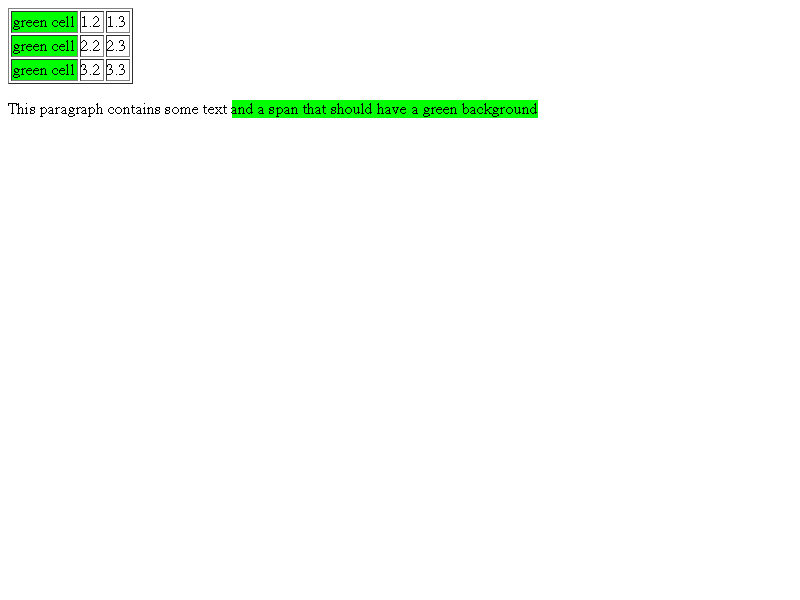 green cell 1.2 1.3
green cell 2.2 2.3
green cell 3.2 3.3
This paragraph contains some text and a span that should have a green background